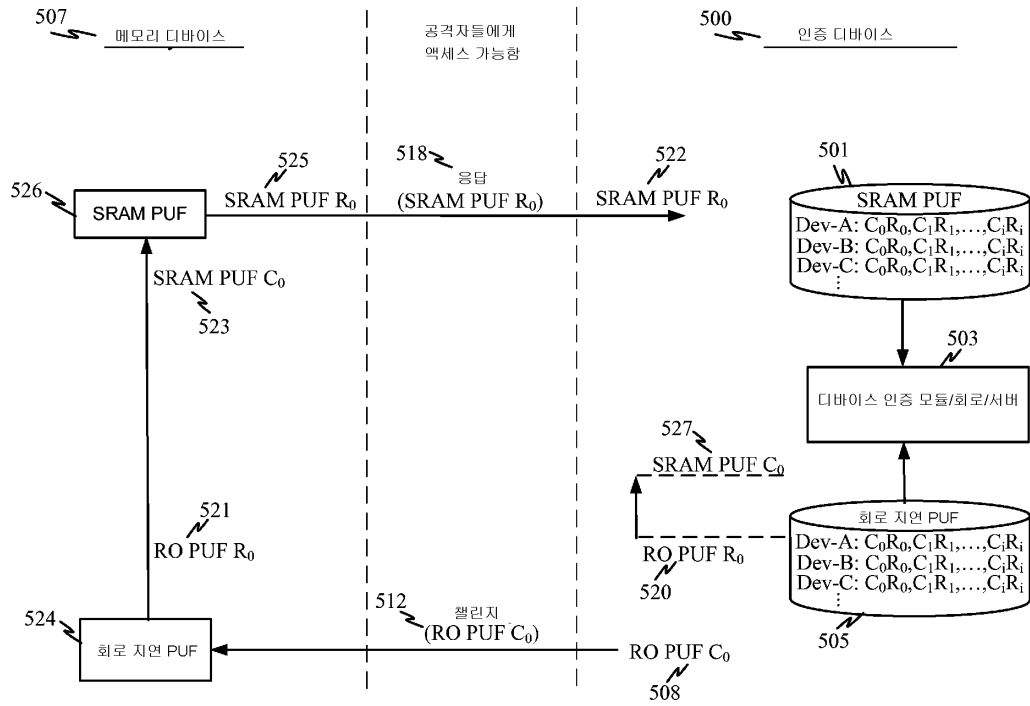 507
메모리 디바이스
공격자들에게
액세스 가능함
500
인증 디바이스
526
SRAM PUF
525
SRAM PUF R₀
518
응답
(SRAM PUF R₀)
522
SRAM PUF R₀
501
SRAM PUF
Dev-A: C₀R₀,C₁R₁,…,CᵢRᵢ
Dev-B: C₀R₀,C₁R₁,…,CᵢRᵢ
Dev-C: C₀R₀,C₁R₁,…,CᵢRᵢ
⋮
SRAM PUF C₀
523
503
디바이스 인증 모듈/회로/서버
527
SRAM PUF C₀
521
RO PUF R₀
RO PUF R₀
520
회로 지연 PUF
Dev-A: C₀R₀,C₁R₁,…,CᵢRᵢ
Dev-B: C₀R₀,C₁R₁,…,CᵢRᵢ
Dev-C: C₀R₀,C₁R₁,…,CᵢRᵢ
⋮
505
524
회로 지연 PUF
512
챌린지
(RO PUF C₀)
RO PUF C₀
508